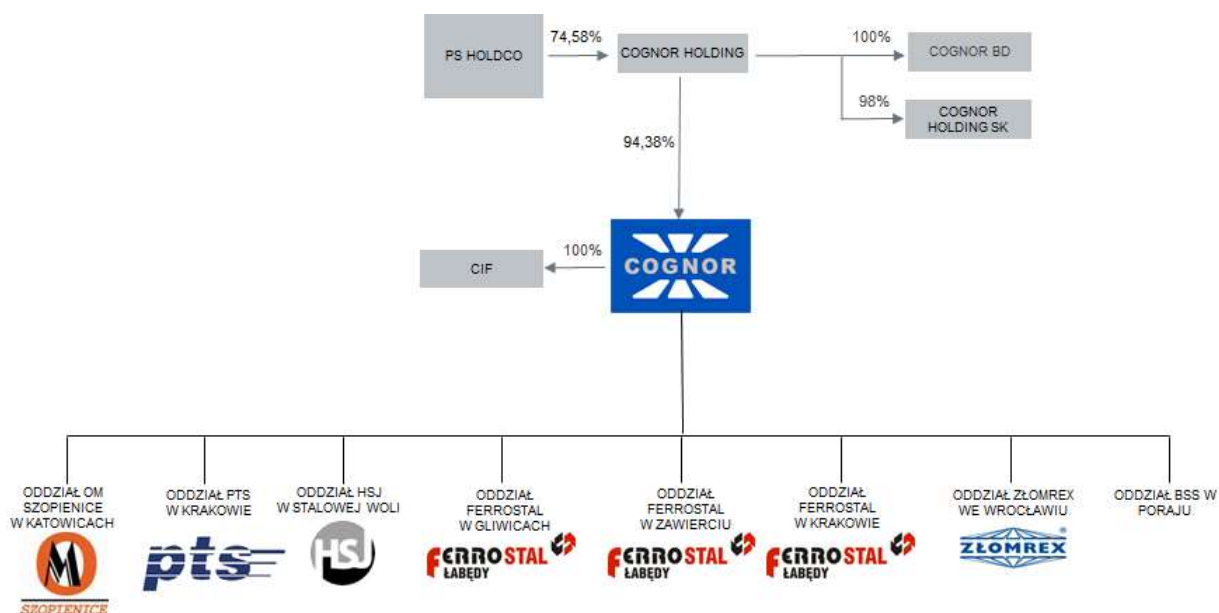 PS HOLDCO
74,58%
COGNOR HOLDING
100%
COGNOR BD
98%
COGNOR
HOLDING SK
94,38%
CIF
100%
COGNOR
ODDZIAŁ OM
SZOPIENICE
W KATOWICACH
M
SZOPIENICE
ODDZIAŁ PTS
W KRAKOWIE
pts
ODDZIAŁ HSJ
W STALOWEJ WOLI
HSJ
ODDZIAŁ
FERROSTAL
W GLIWICACH
FERROSTAL
ŁABĘDY
ODDZIAŁ
FERROSTAL
W ZAWIERCIU
FERROSTAL
ŁABĘDY
ODDZIAŁ
FERROSTAL
W KRAKOWIE
FERROSTAL
ŁABĘDY
ODDZIAŁ ZŁOMREX
WE WROCŁAWIU
ZŁOMREX®
ODDZIAŁ BSS W
PORAJU